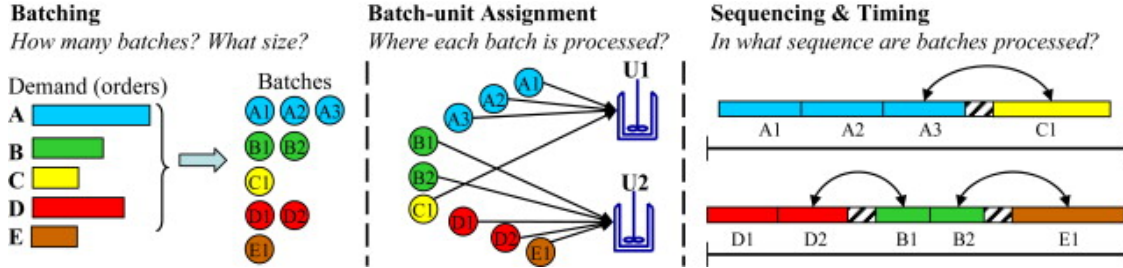 Batching
How many batches? What size?
Demand (orders)
Batches
A
B
C
D
E
A1 A2 A3
B1 B2
C1
D1 D2
E1
Batch-unit Assignment
Where each batch is processed?
U1
A1
A2
A3
B1
B2
C1
D1
D2
E1
U2
Sequencing & Timing
In what sequence are batches processed?
A1 A2 A3 C1
D1 D2 B1 B2 E1